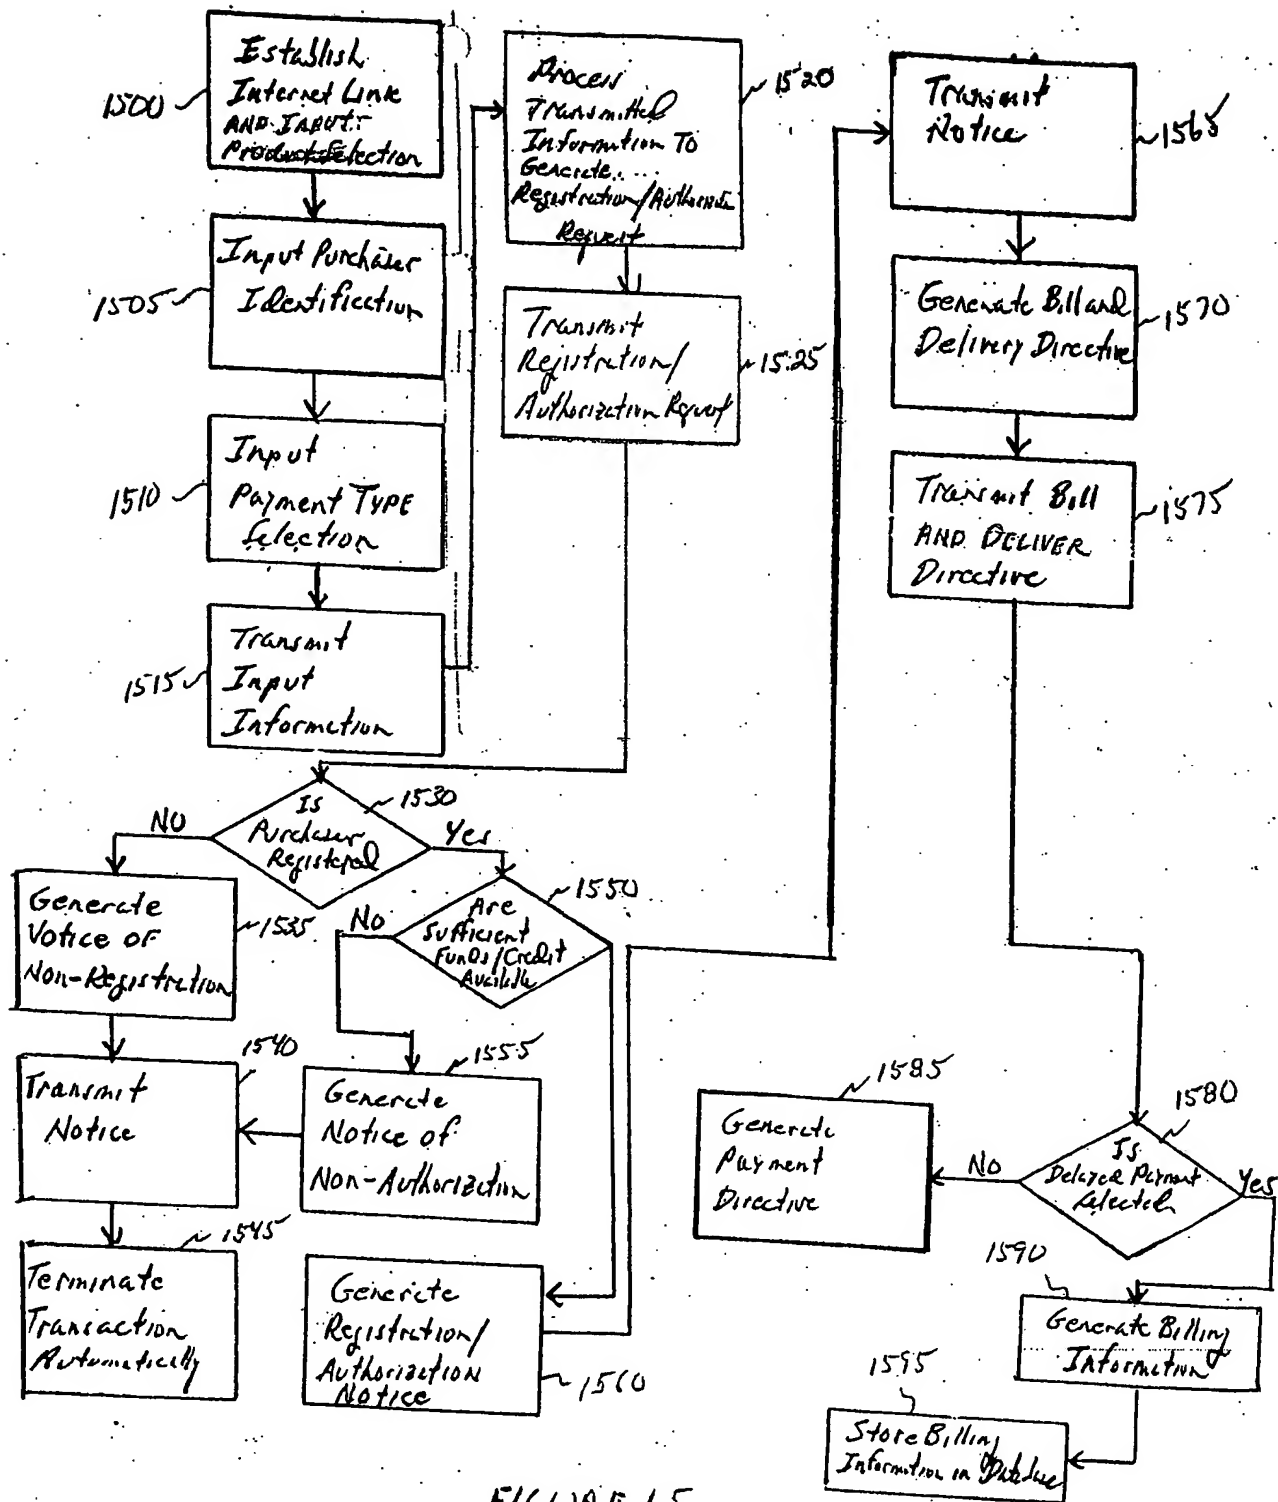 Establish
Internet Link
AND INPUT
Product Selection
1500
Input Purchaser
Identification
1505
Input
Payment TYPE
Selection
1510
Transmit
Input
Information
1515
Process
Transmitted
Information To
Generate
Registration/
Request
1520
Transmit
Registration/
Authorization Request
1525
Is
Purchaser
Registered
1530
NO
Yes
Generate
Notice OF
Non-Registration
1535
Transmit
Notice
1540
Terminate
Transaction
Automatically
1545
Are
Sufficient
Funds/Credit
Available
1550
No
Generate
Notice of
Non-Authorization
1555
Generate
Registration/
Authorization
Notice
1560
Transmit
Notice
1565
Generate Bill and
Delivery Directive
1570
Transmit Bill
AND DELIVER
Directive
1575
Is
Delayed Payment
Selected
1580
No
Yes
Generate
Payment
Directive
1585
Generate Billing
Information
1590
Store Billing
Information in Database
1595
FIGURE 15